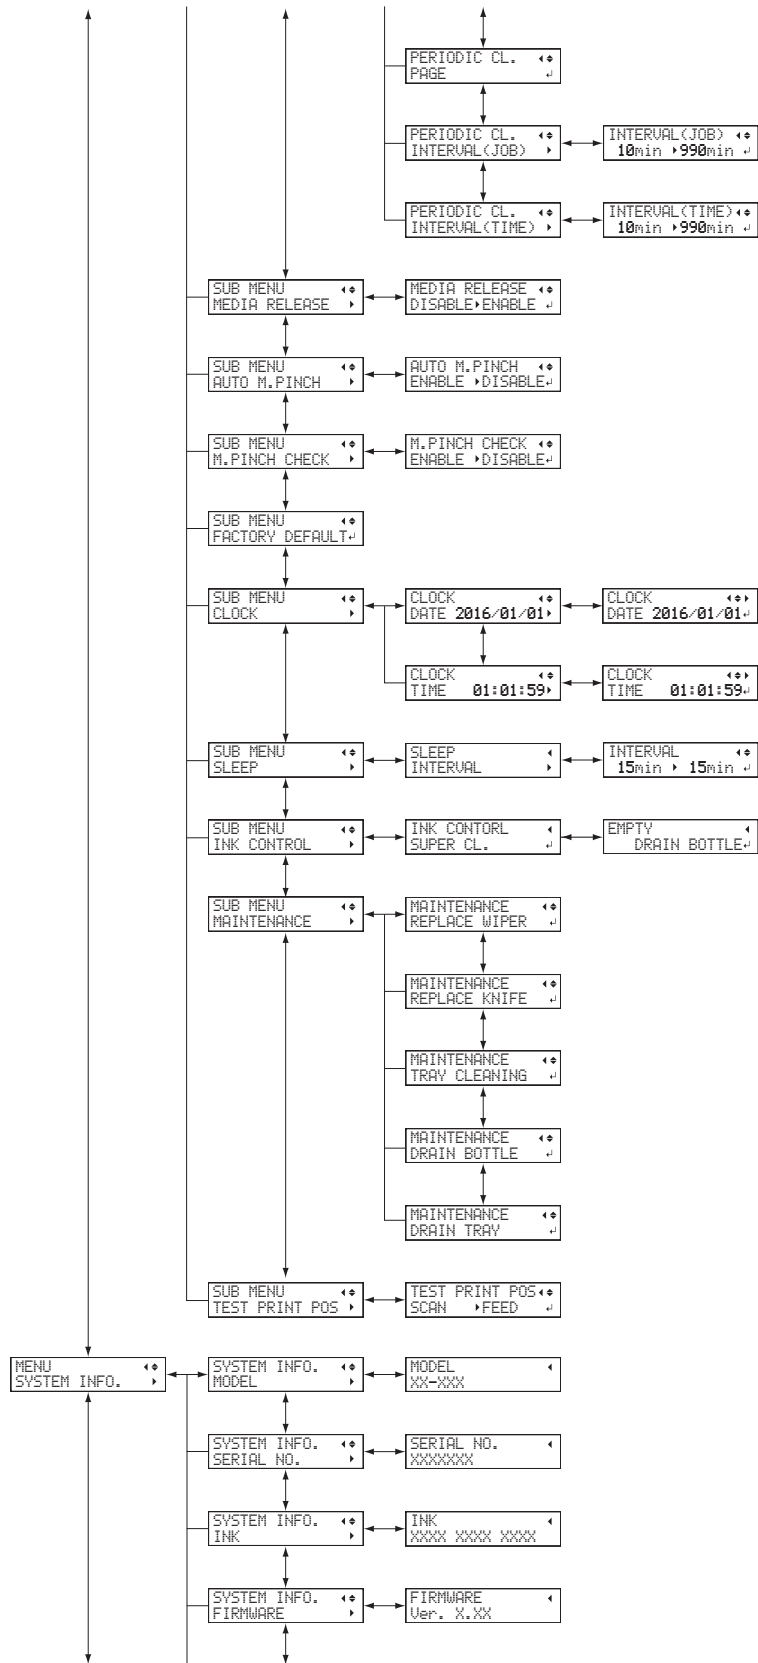 PERIODIC CL.
PAGE
PERIODIC CL.
INTERVAL(JOB)
INTERVAL(JOB)
10min 990min
PERIODIC CL.
INTERVAL(TIME)
INTERVAL(TIME)
10min 990min
SUB MENU
MEDIA RELEASE
MEDIA RELEASE
DISABLE ENABLE
SUB MENU
AUTO M.PINCH
AUTO M.PINCH
ENABLE DISABLE
SUB MENU
M.PINCH CHECK
M.PINCH CHECK
ENABLE DISABLE
SUB MENU
FACTORY DEFAULT
SUB MENU
CLOCK
CLOCK
DATE 2016/01/01
CLOCK
DATE 2016/01/01
CLOCK
TIME 01:01:59
CLOCK
TIME 01:01:59
SUB MENU
SLEEP
SLEEP
INTERVAL
INTERVAL
15min 15min
SUB MENU
INK CONTROL
INK CONTORL
SUPER CL.
EMPTY
DRAIN BOTTLE
SUB MENU
MAINTENANCE
MAINTENANCE
REPLACE WIPER
MAINTENANCE
REPLACE KNIFE
MAINTENANCE
TRAY CLEANING
MAINTENANCE
DRAIN BOTTLE
MAINTENANCE
DRAIN TRAY
SUB MENU
TEST PRINT POS
TEST PRINT POS
SCAN FEED
MENU
SYSTEM INFO.
SYSTEM INFO.
MODEL
MODEL
XX-XXX
SYSTEM INFO.
SERIAL NO.
SERIAL NO.
XXXXXXX
SYSTEM INFO.
INK
INK
XXXX XXXX XXXX
SYSTEM INFO.
FIRMWARE
FIRMWARE
Ver. X.XX